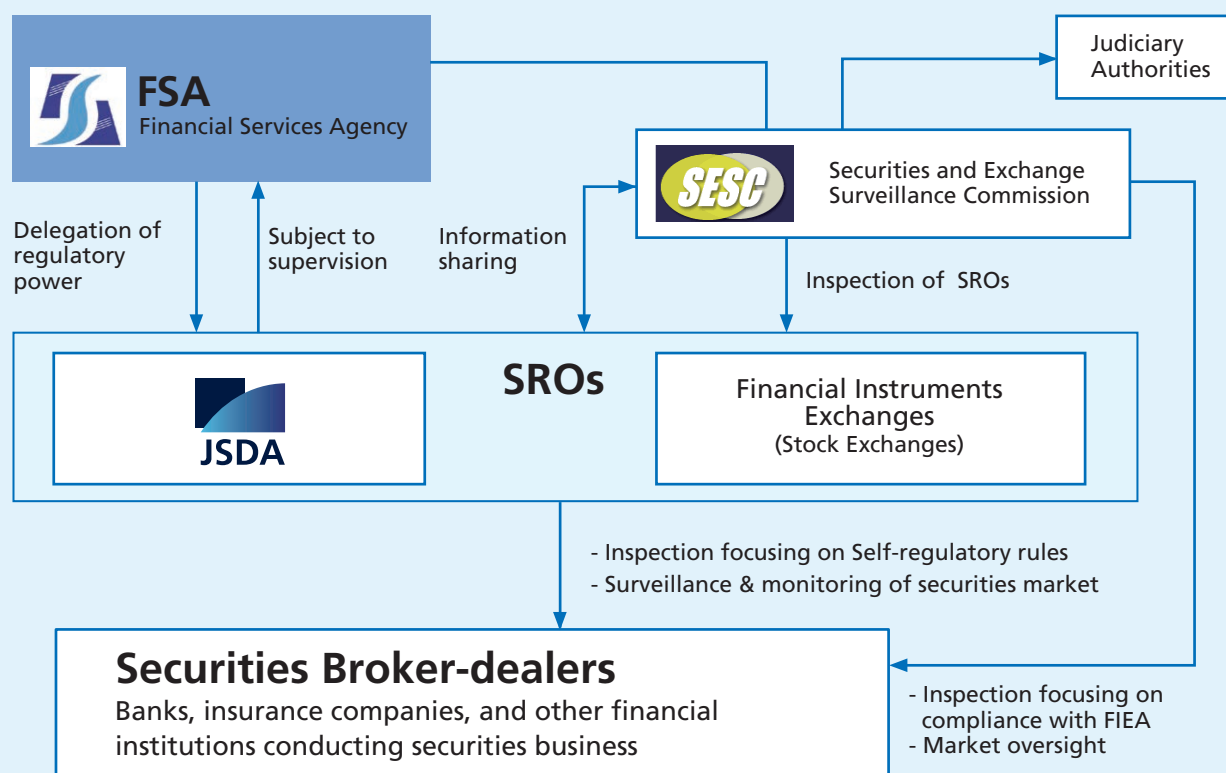 FSA
Financial Services Agency
Judiciary
Authorities
SESC
Securities and Exchange
Surveillance Commission
Delegation of
regulatory
power
Subject to
supervision
Information
sharing
Inspection of SROs
JSDA
SROs
Financial Instruments
Exchanges
(Stock Exchanges)
- Inspection focusing on Self-regulatory rules
- Surveillance & monitoring of securities market
Securities Broker-dealers
Banks, insurance companies, and other financial
institutions conducting securities business
- Inspection focusing on
compliance with FIEA
- Market oversight